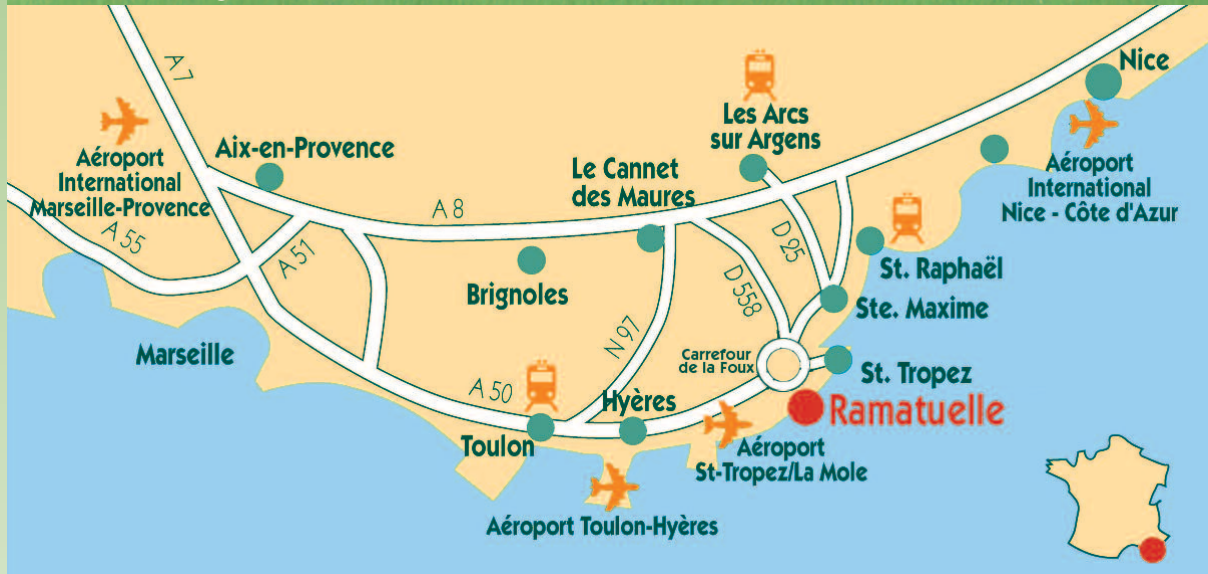 Nice
A 7
Les Arcs
sur Argens
Aix-en-Provence
Aéroport
International
Marseille-Provence
Le Cannet
des Maures
Aéroport
International
Nice - Côte d'Azur
A 8
A 55
A 51
D 25
D 558
St. Raphaël
Brignoles
Ste. Maxime
N 97
Marseille
Carrefour
de la Foux
St. Tropez
A 50
Hyères
Ramatuelle
Toulon
Aéroport
St-Tropez/La Mole
Aéroport Toulon-Hyères